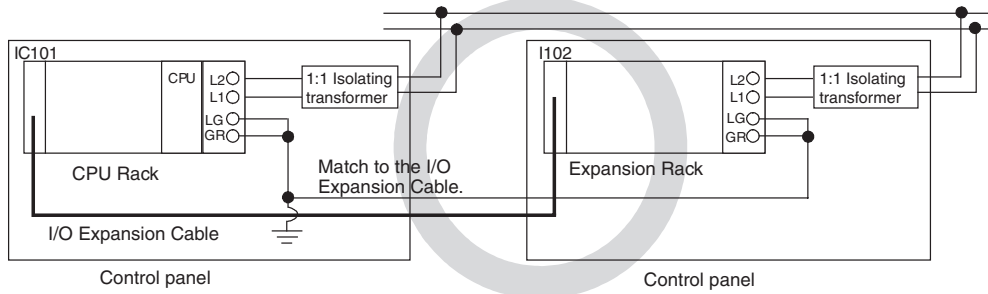 IC101
CPU
L2
L1
LG
GR
1:1 Isolating
transformer
CPU Rack
Match to the I/O
Expansion Cable.
I/O Expansion Cable
Control panel
I102
L2
L1
LG
GR
1:1 Isolating
transformer
Expansion Rack
Control panel